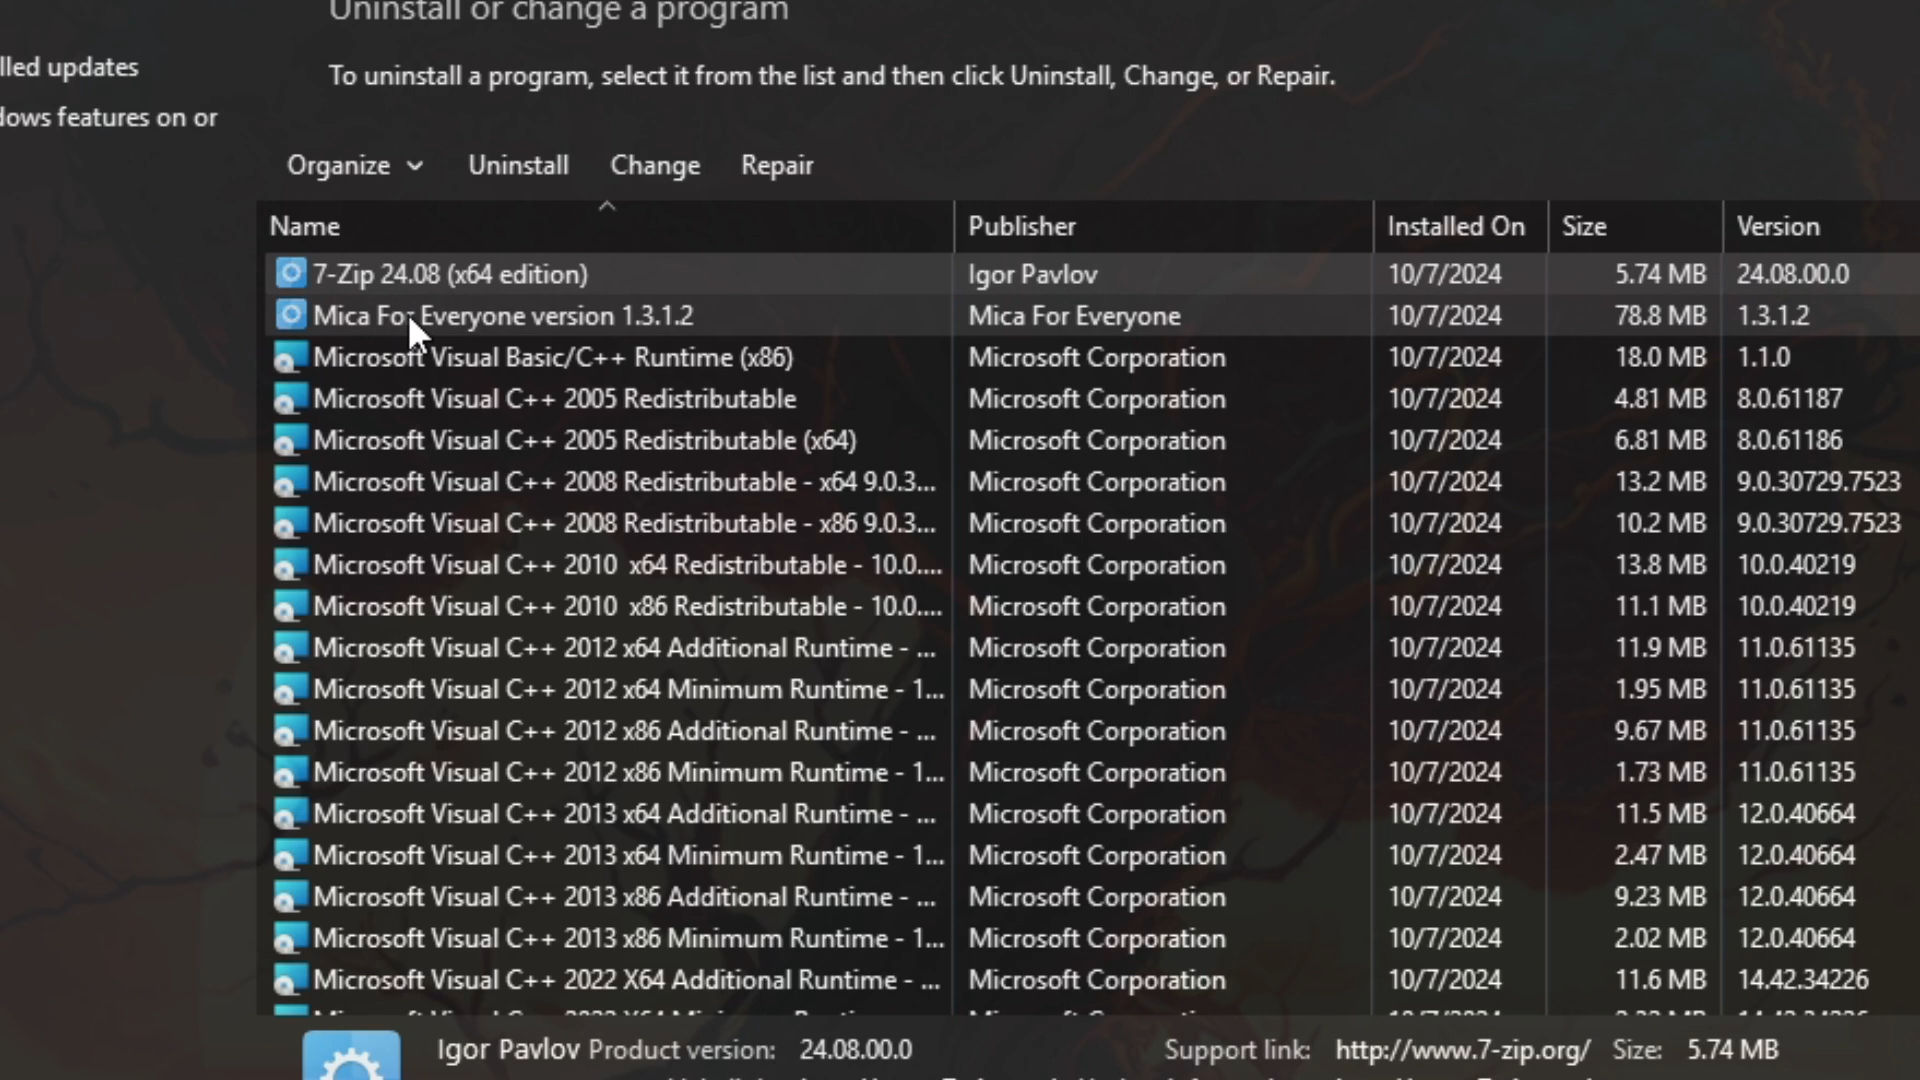 Uninstall or change a program
lled updates
To uninstall a program, select it from the list and then click Uninstall, Change, or Repair.
dows features on or
Organize Uninstall Change Repair
Name Publisher Installed On Size Version
7-Zip 24.08 (x64 edition) Igor Pavlov 10/7/2024 5.74 MB 24.08.00.0
Mica For Everyone version 1.3.1.2 Mica For Everyone 10/7/2024 78.8 MB 1.3.1.2
Microsoft Visual Basic/C++ Runtime (x86) Microsoft Corporation 10/7/2024 18.0 MB 1.1.0
Microsoft Visual C++ 2005 Redistributable Microsoft Corporation 10/7/2024 4.81 MB 8.0.61187
Microsoft Visual C++ 2005 Redistributable (x64) Microsoft Corporation 10/7/2024 6.81 MB 8.0.61186
Microsoft Visual C++ 2008 Redistributable - x64 9.0.3... Microsoft Corporation 10/7/2024 13.2 MB 9.0.30729.7523
Microsoft Visual C++ 2008 Redistributable - x86 9.0.3... Microsoft Corporation 10/7/2024 10.2 MB 9.0.30729.7523
Microsoft Visual C++ 2010  x64 Redistributable - 10.0.... Microsoft Corporation 10/7/2024 13.8 MB 10.0.40219
Microsoft Visual C++ 2010  x86 Redistributable - 10.0.... Microsoft Corporation 10/7/2024 11.1 MB 10.0.40219
Microsoft Visual C++ 2012 x64 Additional Runtime - ... Microsoft Corporation 10/7/2024 11.9 MB 11.0.61135
Microsoft Visual C++ 2012 x64 Minimum Runtime - 1... Microsoft Corporation 10/7/2024 1.95 MB 11.0.61135
Microsoft Visual C++ 2012 x86 Additional Runtime - ... Microsoft Corporation 10/7/2024 9.67 MB 11.0.61135
Microsoft Visual C++ 2012 x86 Minimum Runtime - 1... Microsoft Corporation 10/7/2024 1.73 MB 11.0.61135
Microsoft Visual C++ 2013 x64 Additional Runtime - ... Microsoft Corporation 10/7/2024 11.5 MB 12.0.40664
Microsoft Visual C++ 2013 x64 Minimum Runtime - 1... Microsoft Corporation 10/7/2024 2.47 MB 12.0.40664
Microsoft Visual C++ 2013 x86 Additional Runtime - ... Microsoft Corporation 10/7/2024 9.23 MB 12.0.40664
Microsoft Visual C++ 2013 x86 Minimum Runtime - 1... Microsoft Corporation 10/7/2024 2.02 MB 12.0.40664
Microsoft Visual C++ 2022 X64 Additional Runtime - ... Microsoft Corporation 10/7/2024 11.6 MB 14.42.34226
Igor Pavlov Product version: 24.08.00.0 Support link: http://www.7-zip.org/ Size: 5.74 MB